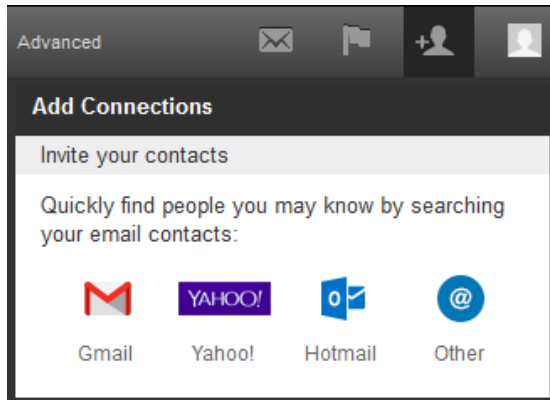 Advanced
Add Connections
Invite your contacts
Quickly find people you may know by searching
your email contacts:
YAHOO!
Gmail Yahoo! Hotmail Other